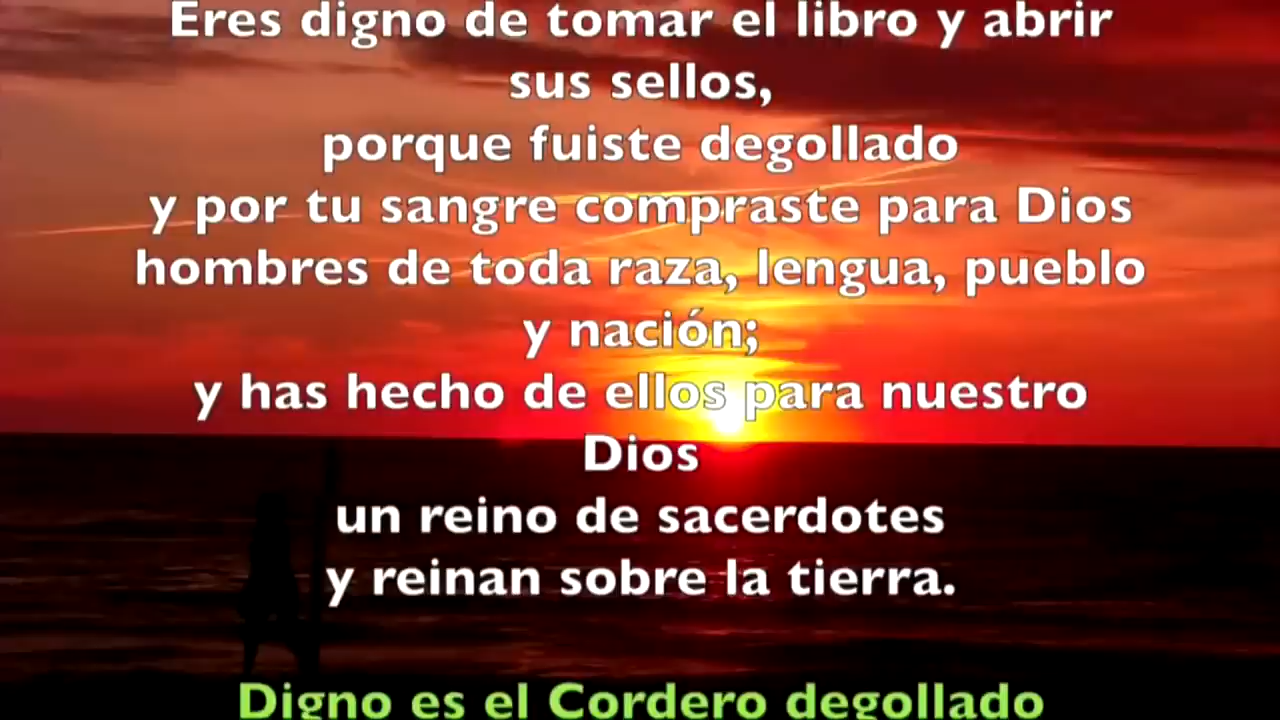 Eres digno de tomar el libro y abrir
sus sellos,
porque fuiste degollado
y por tu sangre compraste para Dios
hombres de toda raza, lengua, pueblo
y nación;
y has hecho de ellos para nuestro
Dios
un reino de sacerdotes
y reinan sobre la tierra.
Digno es el Cordero degollado